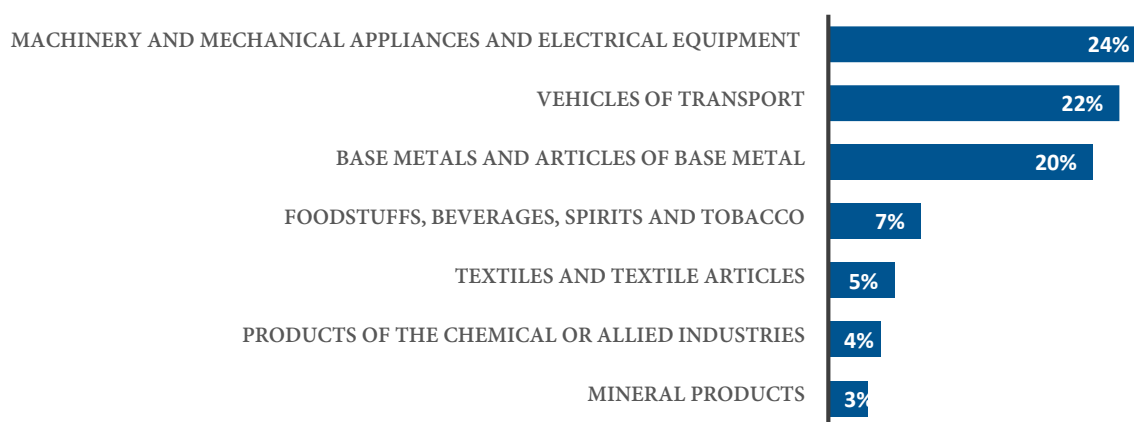 MACHINERY AND MECHANICAL APPLIANCES AND ELECTRICAL EQUIPMENT 24%
VEHICLES OF TRANSPORT 22%
BASE METALS AND ARTICLES OF BASE METAL 20%
FOODSTUFFS, BEVERAGES, SPIRITS AND TOBACCO 7%
TEXTILES AND TEXTILE ARTICLES 5%
PRODUCTS OF THE CHEMICAL OR ALLIED INDUSTRIES 4%
MINERAL PRODUCTS 3%